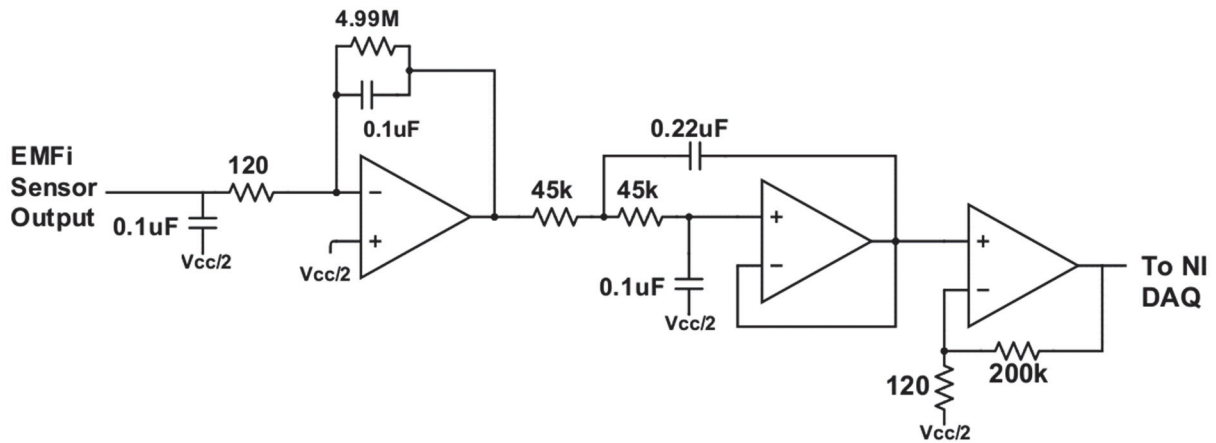 4.99M
0.1uF
EMFi
Sensor
Output
120
0.1uF
Vcc/2
−
+
Vcc/2
45k
45k
0.22uF
0.1uF
Vcc/2
+
−
+
−
To NI
DAQ
200k
120
Vcc/2